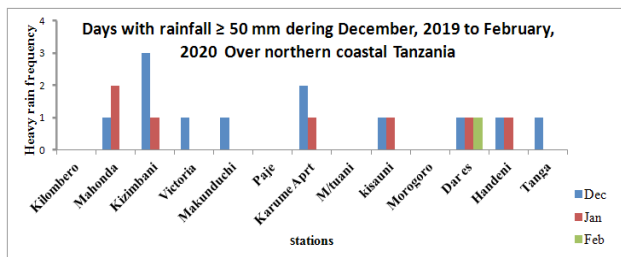 Days with rainfall ≥ 50 mm dering December, 2019 to February,
2020 Over northern coastal Tanzania
Heavy rain frequency
4
3
2
1
0
Kilombero
Mahonda
Kizimbani
Victoria
Makunduchi
Paje
Karume Aprt
M/tuani
kisauni
Morogoro
Dar es
Handeni
Tanga
Stations
Dec
Jan
Feb